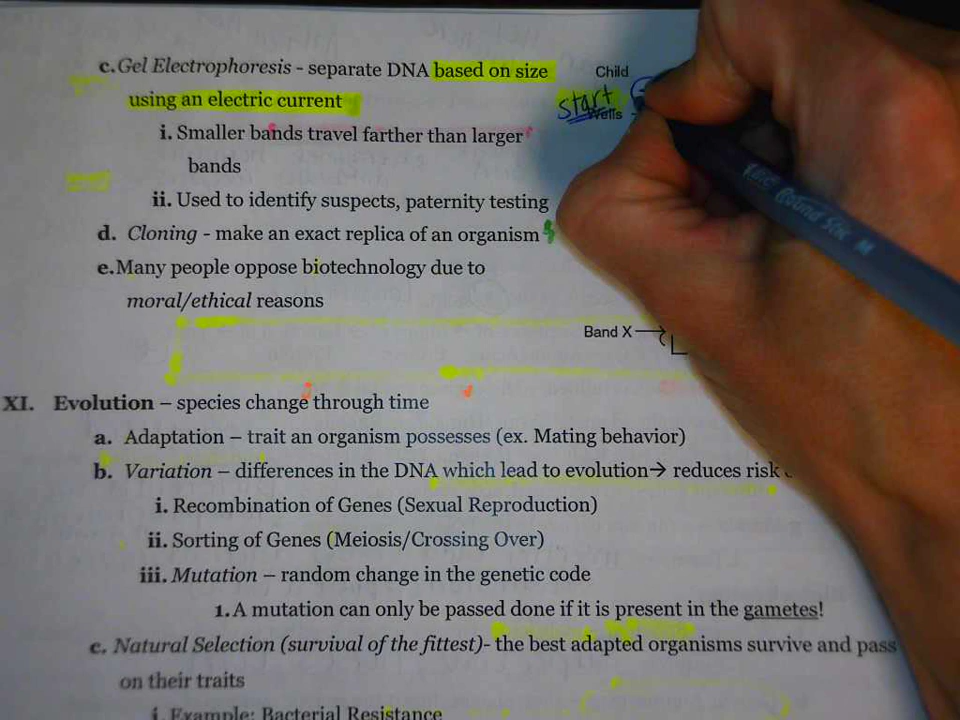 c. Gel Electrophoresis - separate DNA based on size
using an electric current
Child
start
Wells
i. Smaller bands travel farther than larger
bands
ii. Used to identify suspects, paternity testing
d. Cloning - make an exact replica of an organism
e. Many people oppose biotechnology due to
moral/ethical reasons
Band X
XI. Evolution – species change through time
a. Adaptation – trait an organism possesses (ex. Mating behavior)
b. Variation – differences in the DNA which lead to evolution→ reduces risk
i. Recombination of Genes (Sexual Reproduction)
ii. Sorting of Genes (Meiosis/Crossing Over)
iii. Mutation – random change in the genetic code
1. A mutation can only be passed done if it is present in the gametes!
c. Natural Selection (survival of the fittest)- the best adapted organisms survive and pass
on their traits
i. Example: Bacterial Resistance